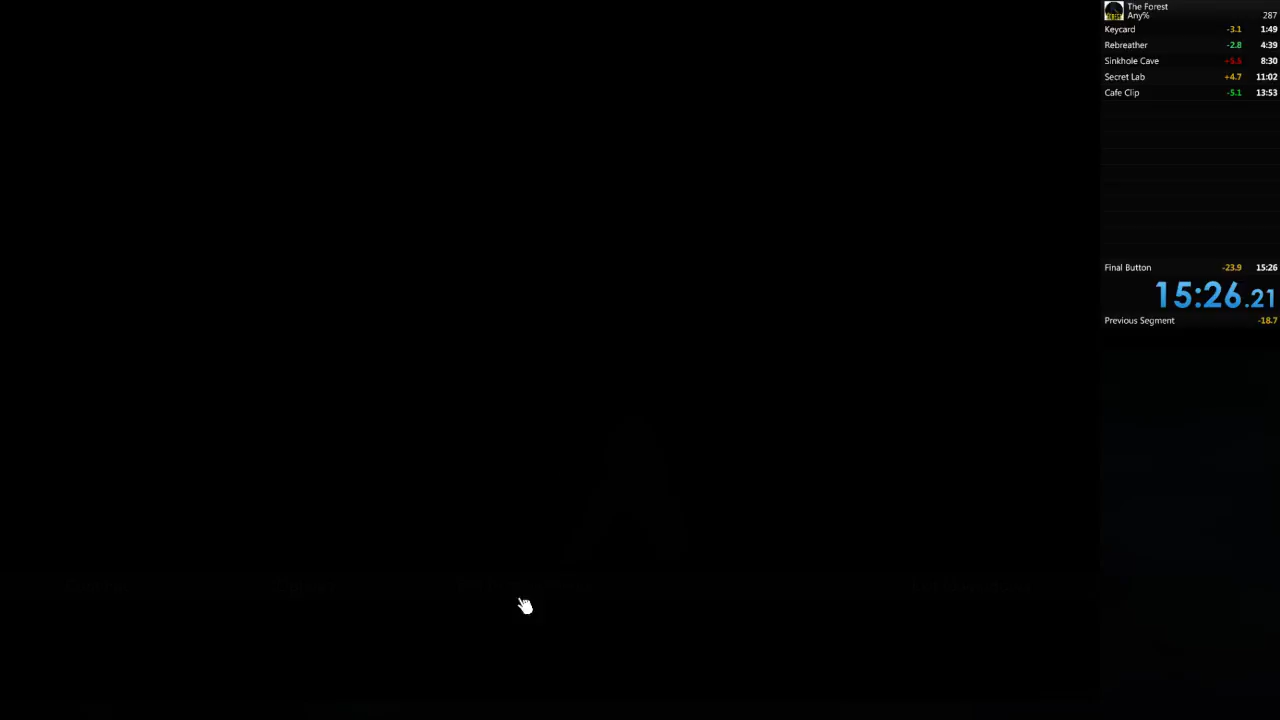 The Forest
Any% 287
Keycard -3.1 1:49
Rebreather -2.8 4:39
Sinkhole Cave +5.5 8:30
Secret Lab +4.7 11:02
Cafe Clip -5.1 13:53
Final Button -23.9 15:26
15:26.21
Previous Segment -18.7